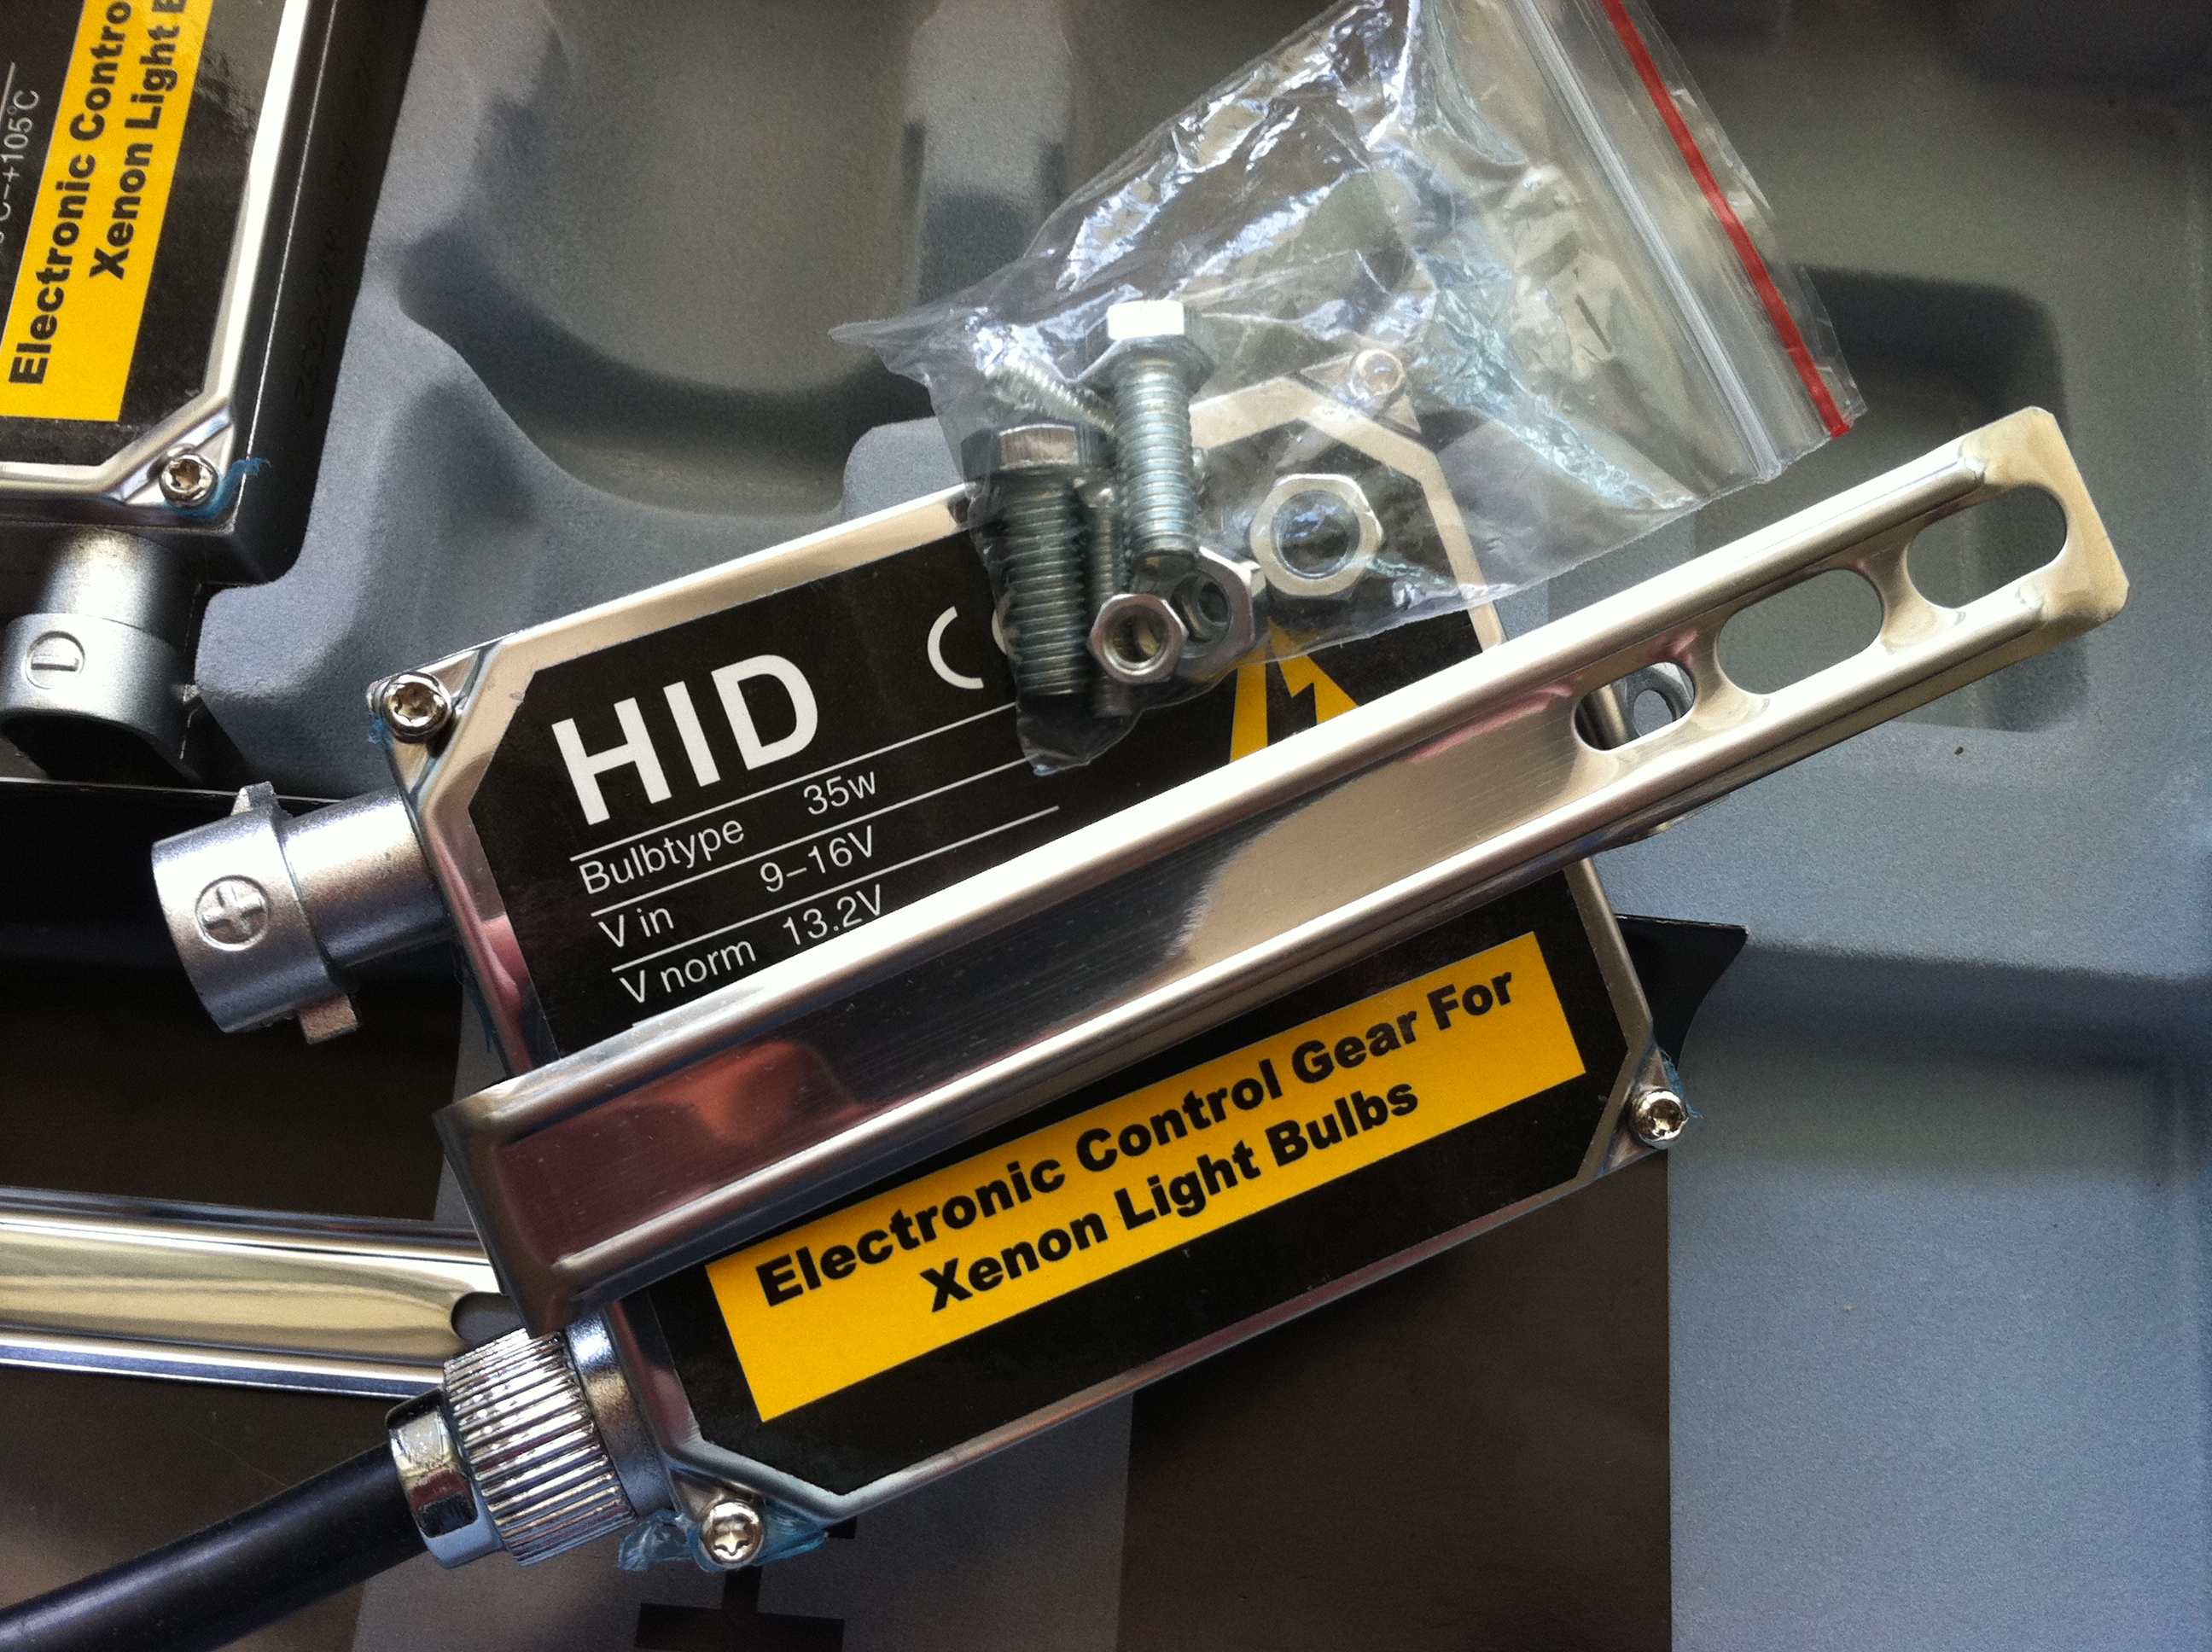 Electronic Contro
Xenon Light B
C-+105°C
D
HID
Bulbtype 35w
V in 9-16V
V norm 13.2V
Electronic Control Gear For
Xenon Light Bulbs